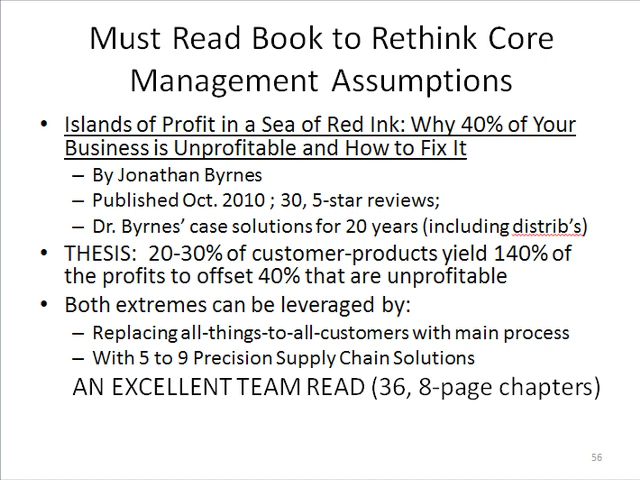 Must Read Book to Rethink Core
Management Assumptions
• Islands of Profit in a Sea of Red Ink: Why 40% of Your
Business is Unprofitable and How to Fix It
– By Jonathan Byrnes
– Published Oct. 2010 ; 30, 5-star reviews;
– Dr. Byrnes’ case solutions for 20 years (including distrib’s)
• THESIS:  20-30% of customer-products yield 140% of
the profits to offset 40% that are unprofitable
• Both extremes can be leveraged by:
– Replacing all-things-to-all-customers with main process
– With 5 to 9 Precision Supply Chain Solutions
AN EXCELLENT TEAM READ (36, 8-page chapters)
56